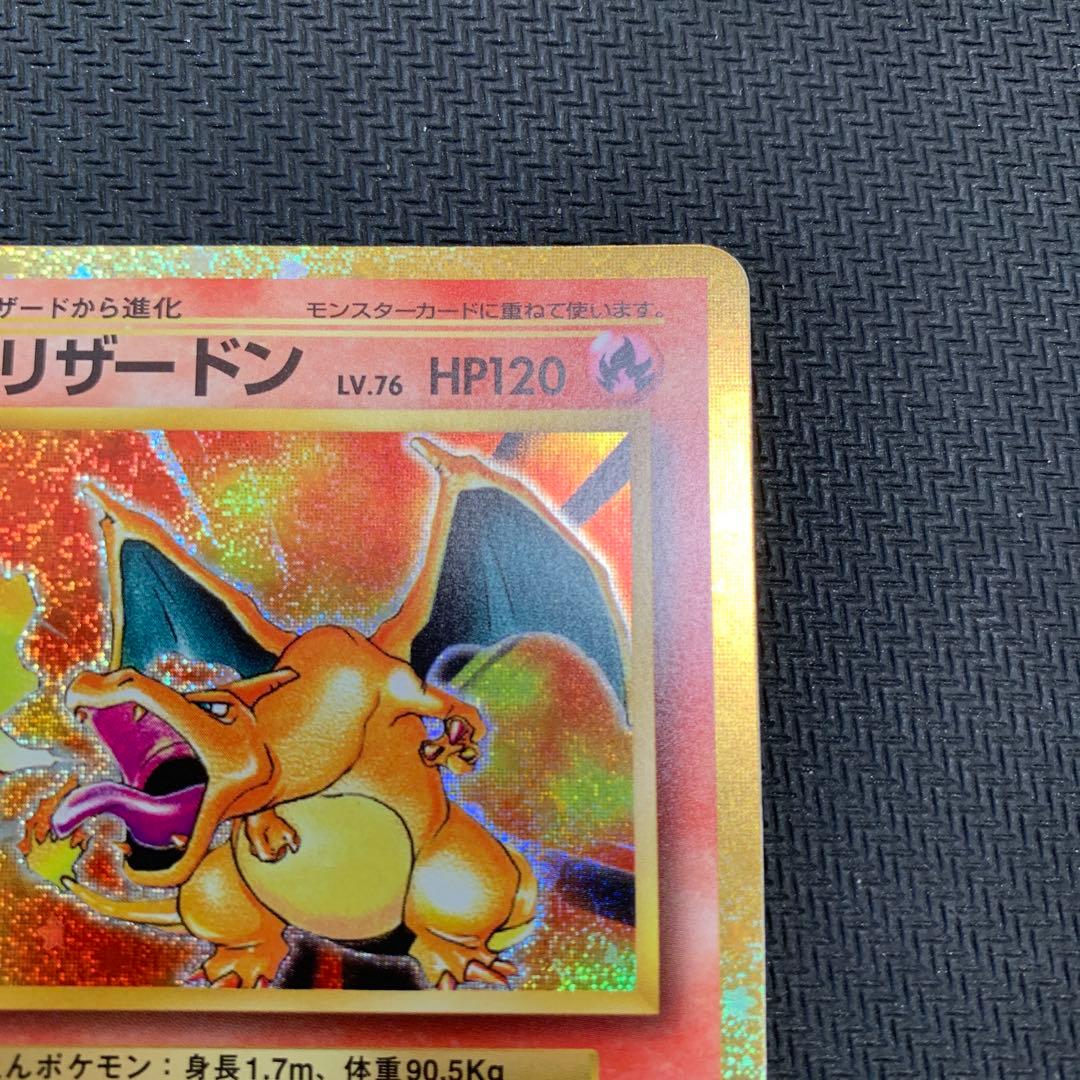 ザードから進化 モンスターカードに重ねて使います。
リザードン LV.76 HP120
んポケモン：身長1.7m、体重90.5Kg